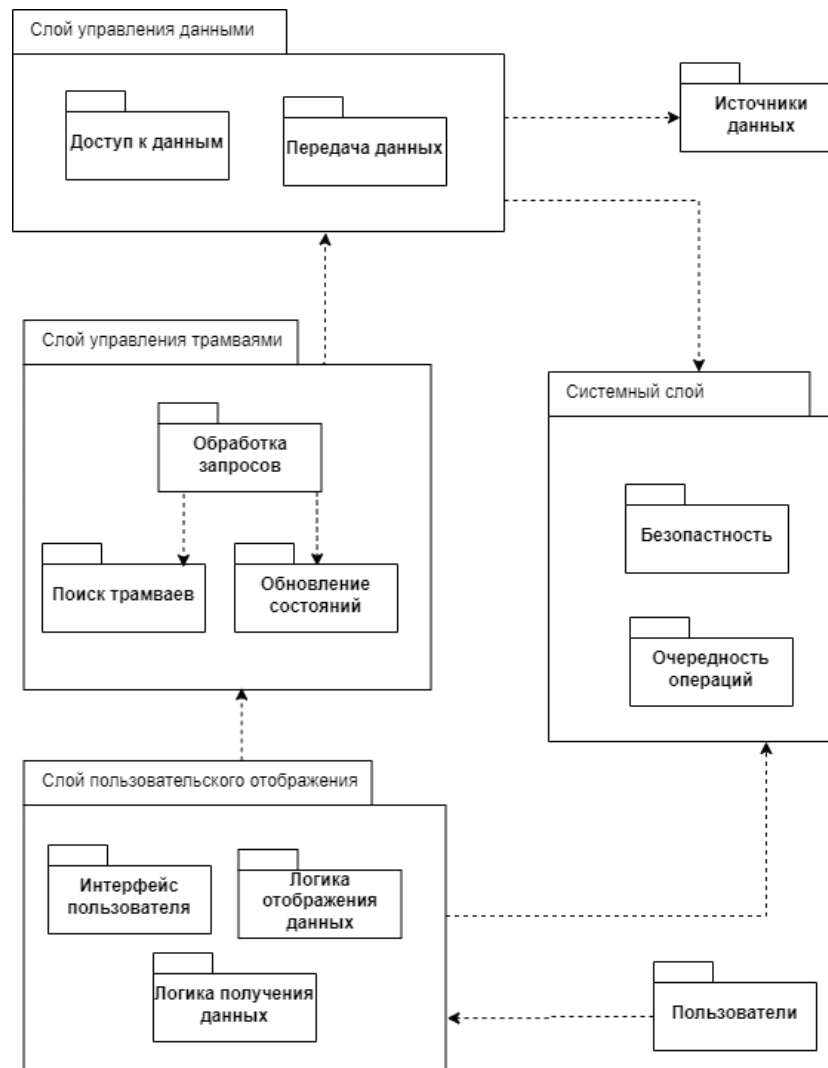 Слой управления данными
Доступ к данным
Передача данных
Источники
данных
Слой управления трамваями
Обработка
запросов
Поиск трамваев
Обновление
состояний
Системный слой
Безопастность
Очередность
операций
Слой пользовательского отображения
Интерфейс
пользователя
Логика
отображения
данных
Логика получения
данных
Пользователи